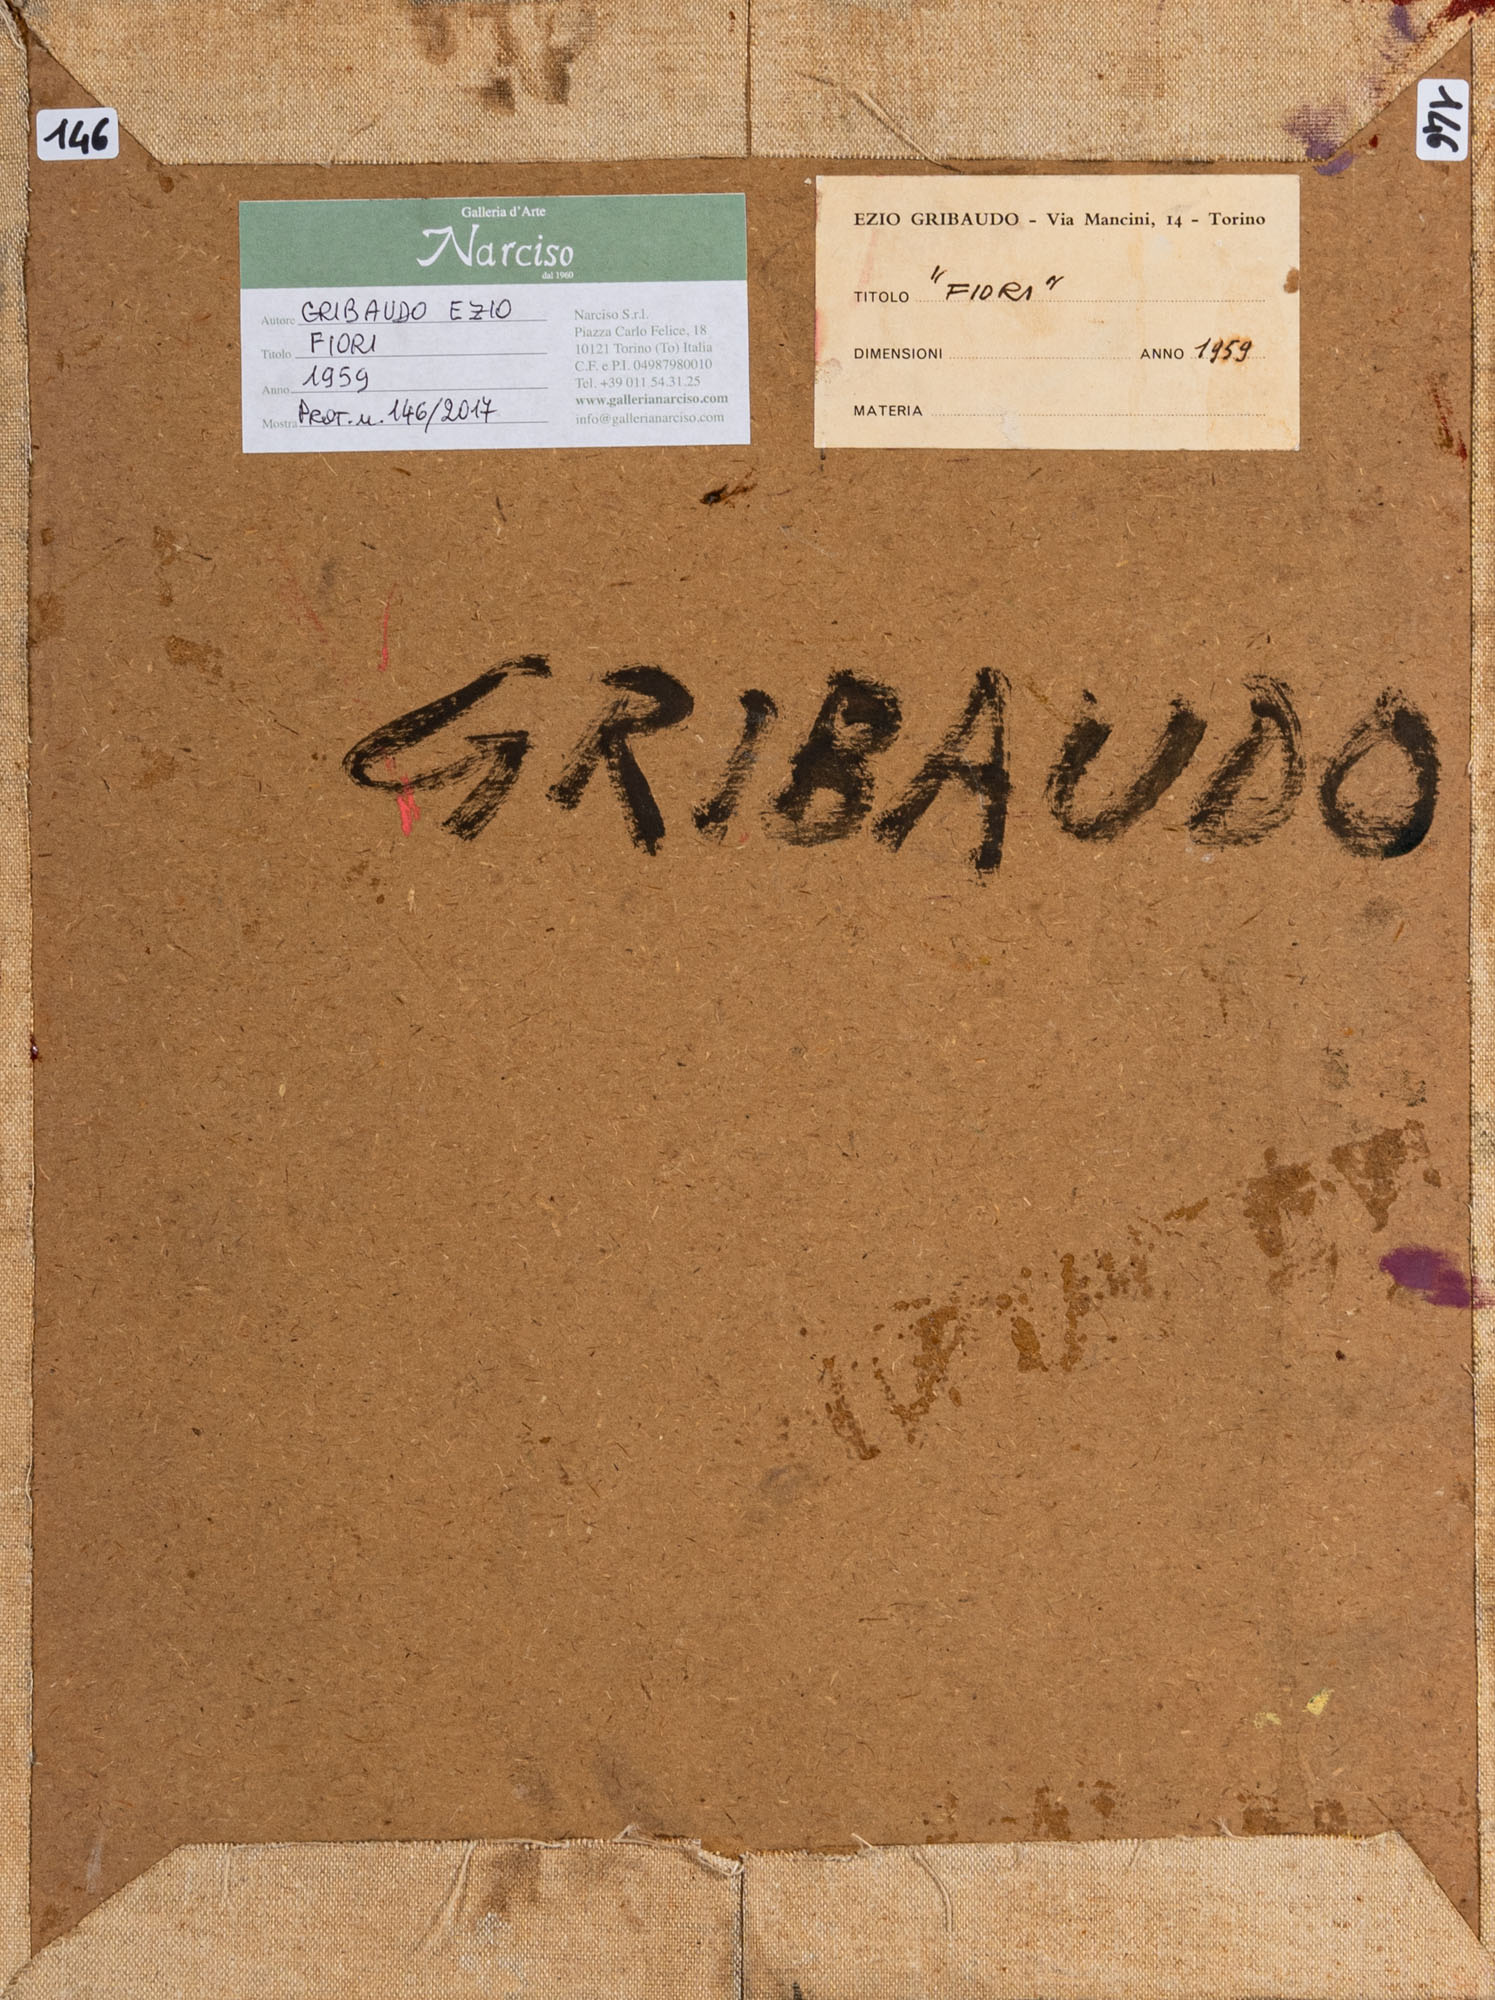 146
146
Galleria d'Arte
Narciso
dal 1960
Autore GRIBAUDO EZIO
Titolo FIORI
Anno 1959
Mostra PROT. n. 146/2017
Narciso S.r.l.
Piazza Carlo Felice, 18
10121 Torino (To) Italia
C.F. e P.I. 04987980010
Tel. +39 011 54.31.25
www.gallerianarciso.com
info@gallerianarciso.com
EZIO GRIBAUDO - Via Mancini, 14 - Torino
TITOLO "FIORI"
DIMENSIONI ANNO 1959
MATERIA
GRIBAUDO